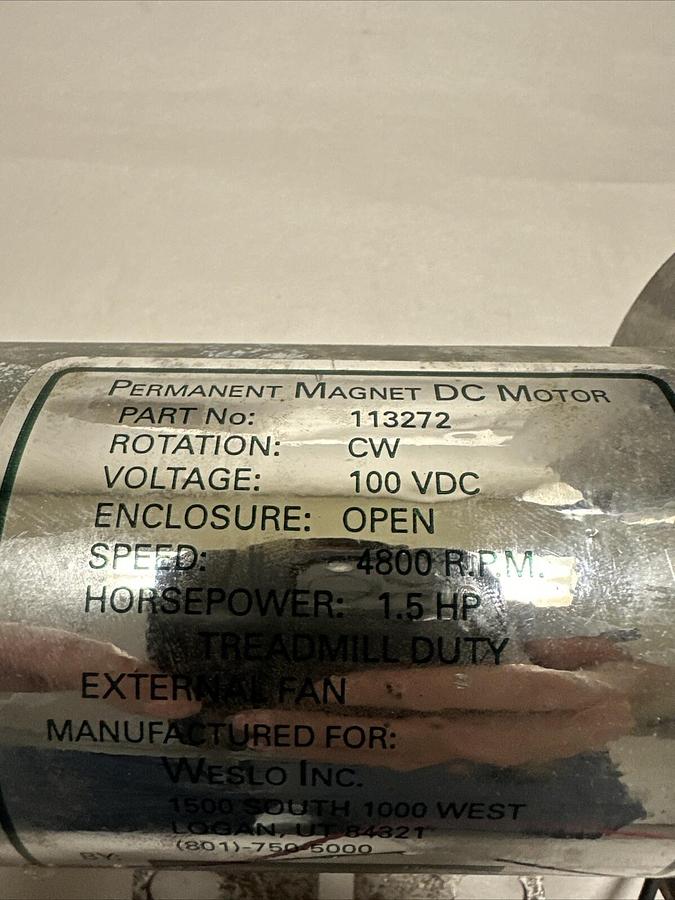 PERMANENT MAGNET DC MOTOR
PART No: 113272
ROTATION: CW
VOLTAGE: 100 VDC
ENCLOSURE: OPEN
SPEED: 4800 R.P.M.
HORSEPOWER: 1.5 HP
TREADMILL DUTY
EXTERNAL FAN
MANUFACTURED FOR:
WESLO INC.
1500 SOUTH 1000 WEST
LOGAN, UT 84321
(801)-750-5000
BY: